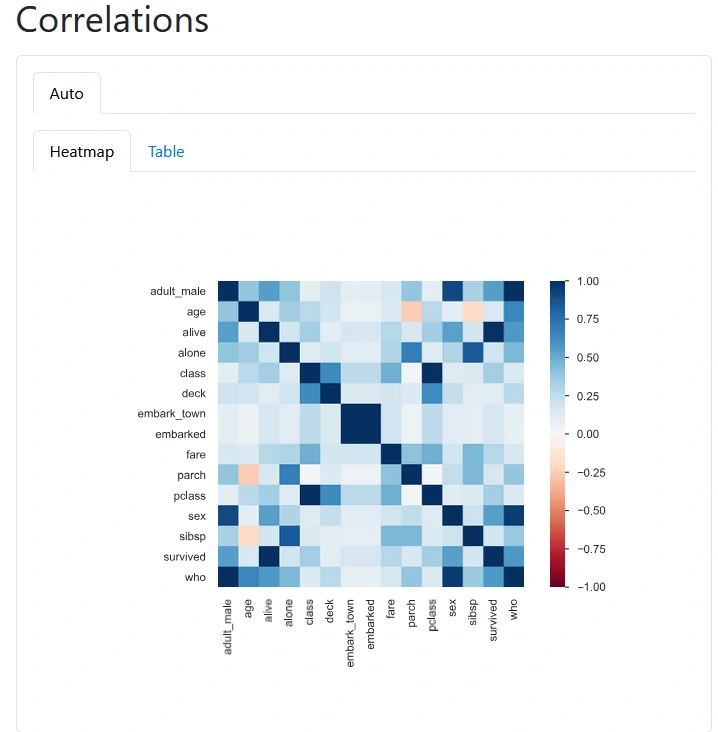 Correlations
Auto
Heatmap Table
adult_male
age
alive
alone
class
deck
embark_town
embarked
fare
parch
pclass
sex
sibsp
survived
who
1.00
0.75
0.50
0.25
0.00
−0.25
−0.50
−0.75
−1.00
adult_male
age
alive
alone
class
deck
embark_town
embarked
fare
parch
pclass
sex
sibsp
survived
who